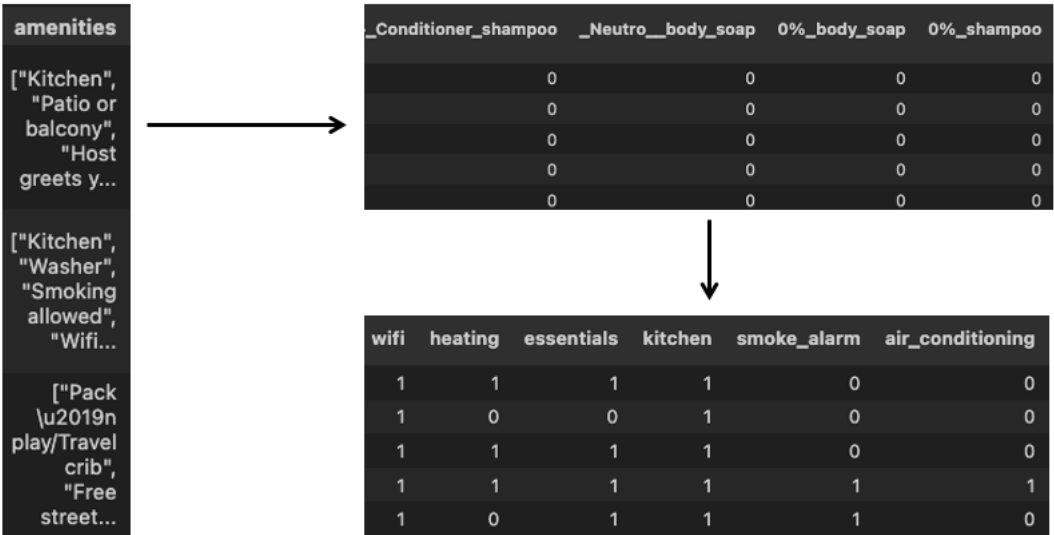 amenities
["Kitchen",
"Patio or
balcony",
"Host
greets y...
["Kitchen",
"Washer",
"Smoking
allowed",
"Wifi...
["Pack
\u2019n
play/Travel
crib",
"Free
street...
_Conditioner_shampoo _Neutro__body_soap 0%_body_soap 0%_shampoo
0 0 0 0
0 0 0 0
0 0 0 0
0 0 0 0
0 0 0 0
wifi heating essentials kitchen smoke_alarm air_conditioning
1 1 1 1 0 0
1 0 0 1 0 0
1 1 1 1 0 0
1 1 1 1 1 1
1 0 1 1 1 0